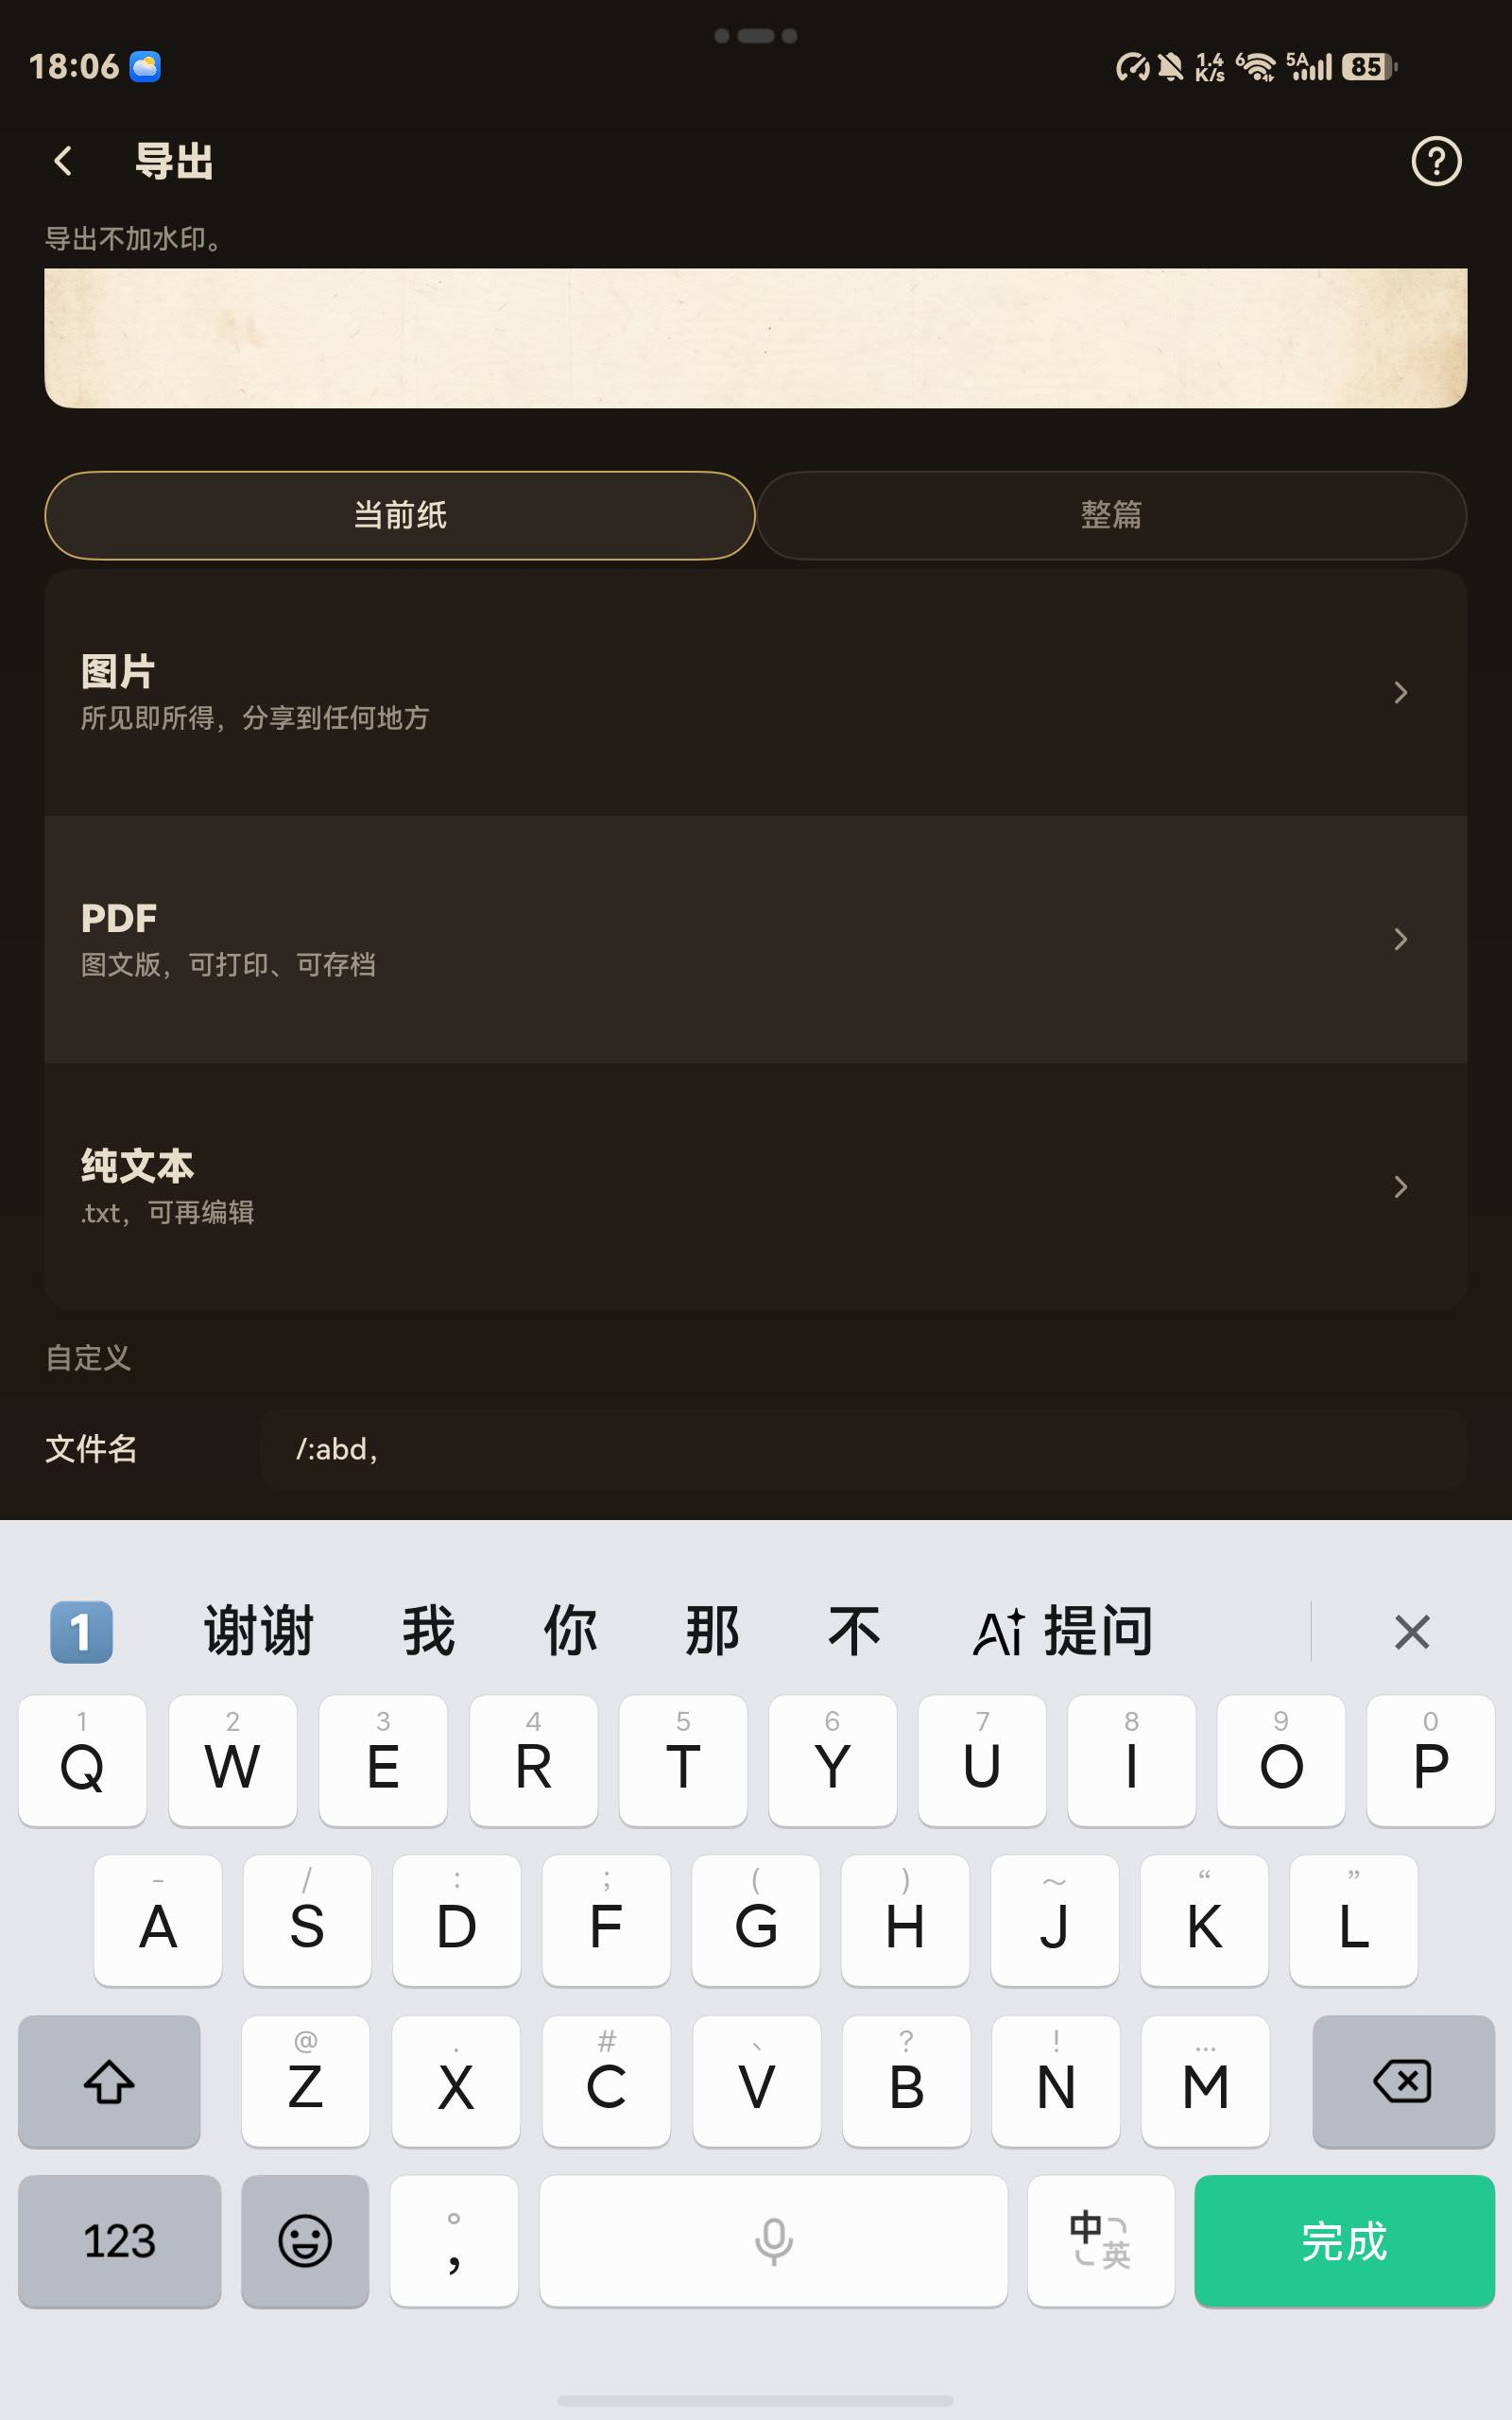 18:06
1.4
K/s
6
5A
85
导出
导出不加水印。
当前纸 整篇
图片
所见即所得，分享到任何地方
PDF
图文版，可打印、可存档
纯文本
.txt，可再编辑
自定义
文件名 /:abd，
1 谢谢 我 你 那 不 Ai 提问
1 2 3 4 5 6 7 8 9 0
Q W E R T Y U I O P
- / : ; ( ) ～ “ ”
A S D F G H J K L
@ . # 、 ? ! …
Z X C V B N M
123 。 ， 中 英 完成